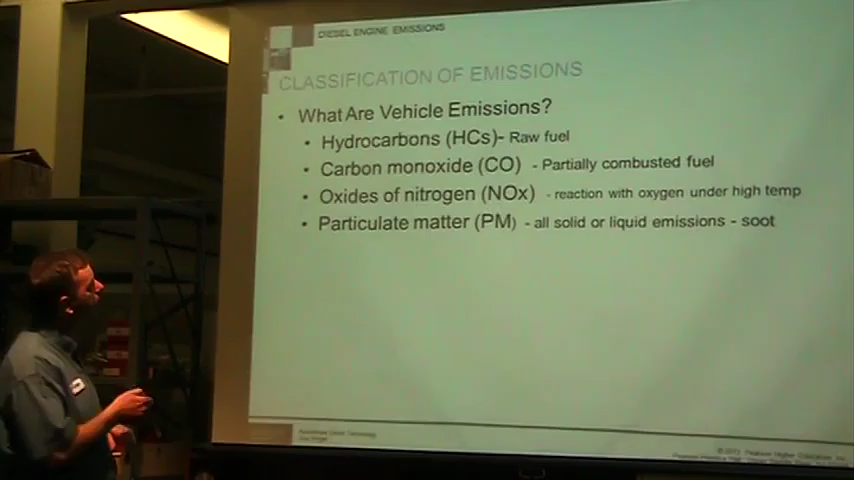 DIESEL ENGINE EMISSIONS
CLASSIFICATION OF EMISSIONS
• What Are Vehicle Emissions?
• Hydrocarbons (HCs)- Raw fuel
• Carbon monoxide (CO) - Partially combusted fuel
• Oxides of nitrogen (NOx) - reaction with oxygen under high temp
• Particulate matter (PM) - all solid or liquid emissions - soot